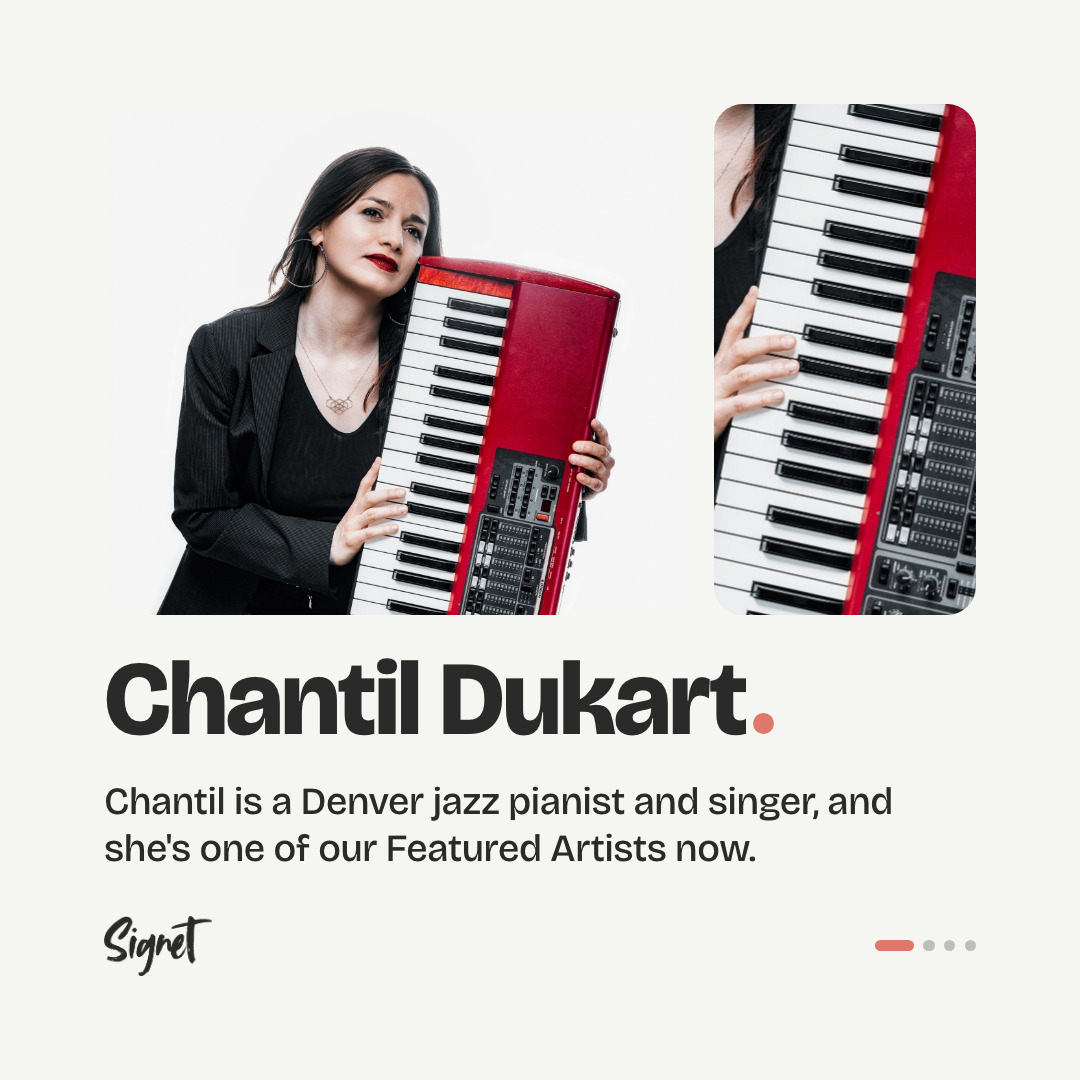 Chantil Dukart.
Chantil is a Denver jazz pianist and singer, and
she's one of our Featured Artists now.
Signet